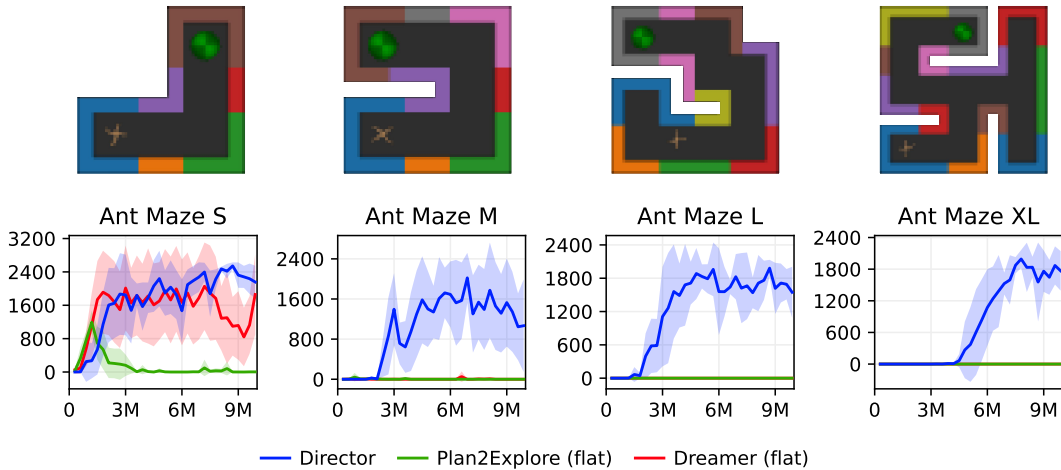 Ant Maze S
Ant Maze M
Ant Maze L
Ant Maze XL
3200
2400
1600
800
0
0 3M 6M 9M
2400
1600
800
0
0 3M 6M 9M
2400
1800
1200
600
0
0 3M 6M 9M
2400
1800
1200
600
0
0 3M 6M 9M
Director
Plan2Explore (flat)
Dreamer (flat)